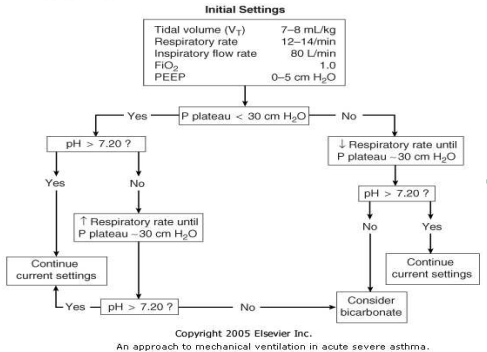 Initial Settings
Tidal volume (VT) 7–8 mL/kg
Respiratory rate 12–14/min
Inspiratory flow rate 80 L/min
FiO2 1.0
PEEP 0–5 cm H2O
Yes
P plateau < 30 cm H2O
No
pH > 7.20 ?
↓ Respiratory rate until
P plateau ~30 cm H2O
Yes
No
pH > 7.20 ?
↑ Respiratory rate until
P plateau ~30 cm H2O
No
Yes
Continue
current settings
Continue
current settings
Yes
pH > 7.20 ?
No
Consider
bicarbonate
Copyright 2005 Elsevier Inc.
An approach to mechanical ventilation in acute severe asthma.